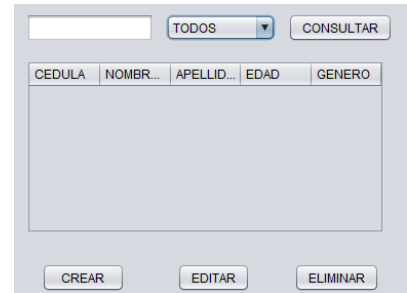 TODOS CONSULTAR
CEDULA NOMBR... APELLID... EDAD GENERO
CREAR EDITAR ELIMINAR